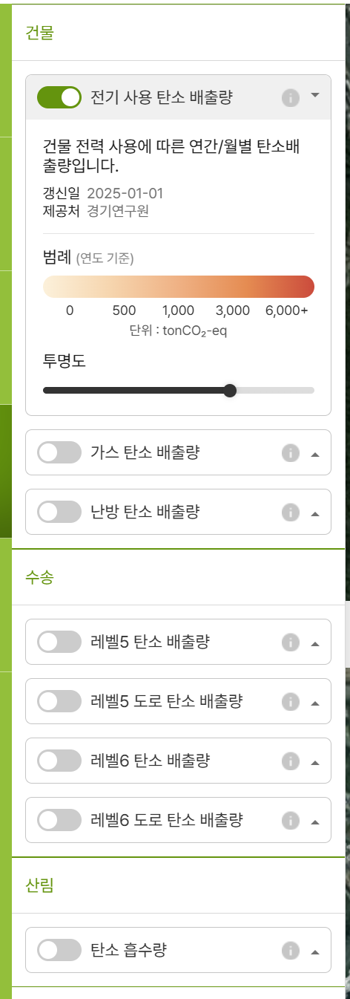 건물
전기 사용 탄소 배출량
건물 전력 사용에 따른 연간/월별 탄소배
출량입니다.
갱신일 2025-01-01
제공처 경기연구원
범례 (연도 기준)
0 500 1,000 3,000 6,000+
단위 : tonCO₂-eq
투명도
가스 탄소 배출량
난방 탄소 배출량
수송
레벨5 탄소 배출량
레벨5 도로 탄소 배출량
레벨6 탄소 배출량
레벨6 도로 탄소 배출량
산림
탄소 흡수량